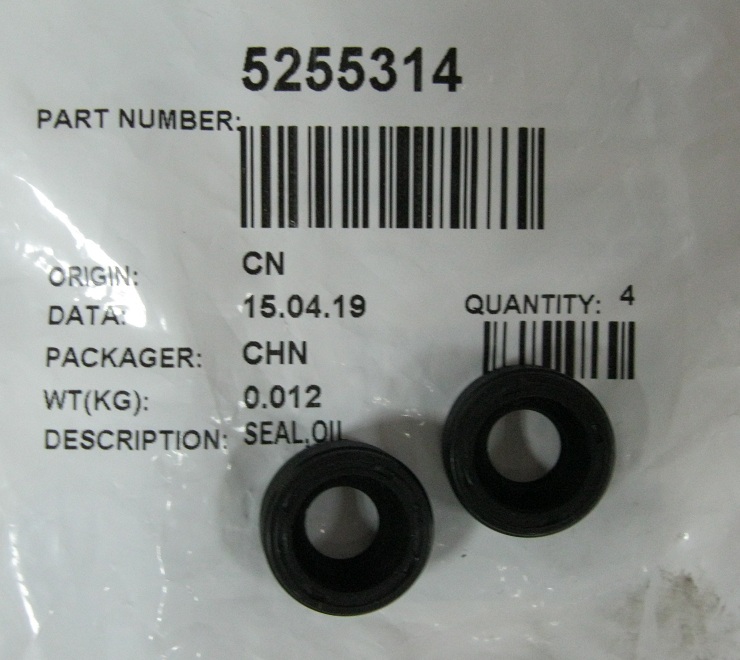 5255314
PART NUMBER:
ORIGIN: CN
DATA: 15.04.19
QUANTITY: 4
PACKAGER: CHN
WT(KG): 0.012
DESCRIPTION: SEAL,OIL